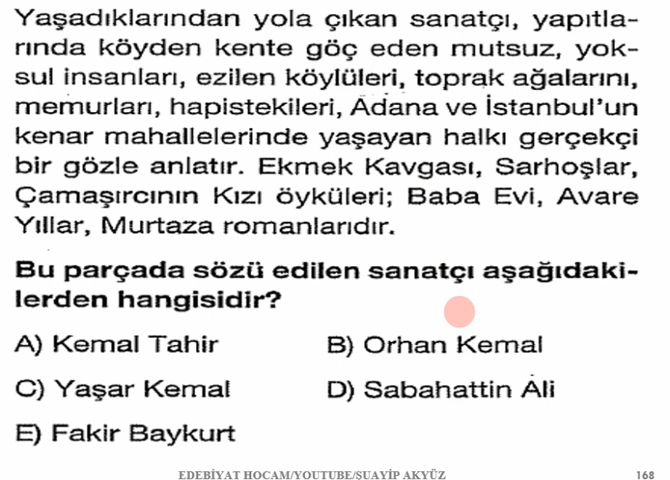 Yaşadıklarından yola çıkan sanatçı, yapıtla-
rında köyden kente göç eden mutsuz, yok-
sul insanları, ezilen köylüleri, toprak ağalarını,
memurları, hapistekileri, Adana ve İstanbul'un
kenar mahallelerinde yaşayan halkı gerçekçi
bir gözle anlatır. Ekmek Kavgası, Sarhoşlar,
Çamaşırcının Kızı öyküleri; Baba Evi, Avare
Yıllar, Murtaza romanlarıdır.
Bu parçada sözü edilen sanatçı aşağıdaki-
lerden hangisidir?
A) Kemal Tahir
B) Orhan Kemal
C) Yaşar Kemal
D) Sabahattin Ali
E) Fakir Baykurt
EDEBİYAT HOCAM/YOUTUBE/ŞUAYİP AKYÜZ
168